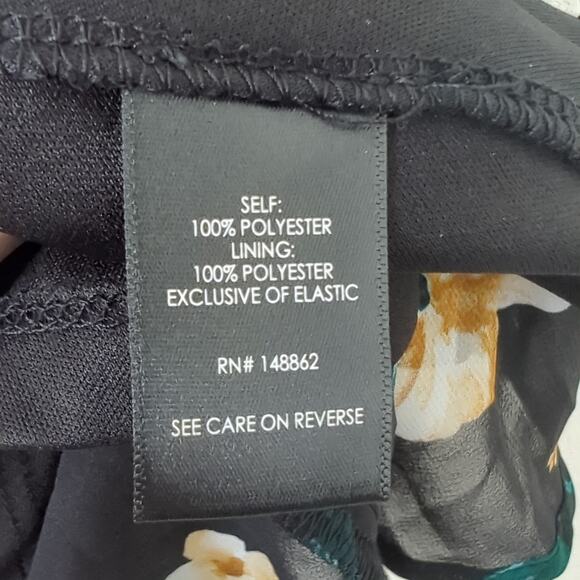 SELF:
100% POLYESTER
LINING:
100% POLYESTER
EXCLUSIVE OF ELASTIC
RN# 148862
SEE CARE ON REVERSE